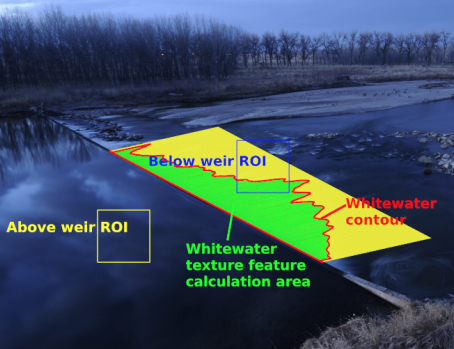 Below weir ROI
Whitewater
contour
Above weir ROI
Whitewater
texture feature
calculation area